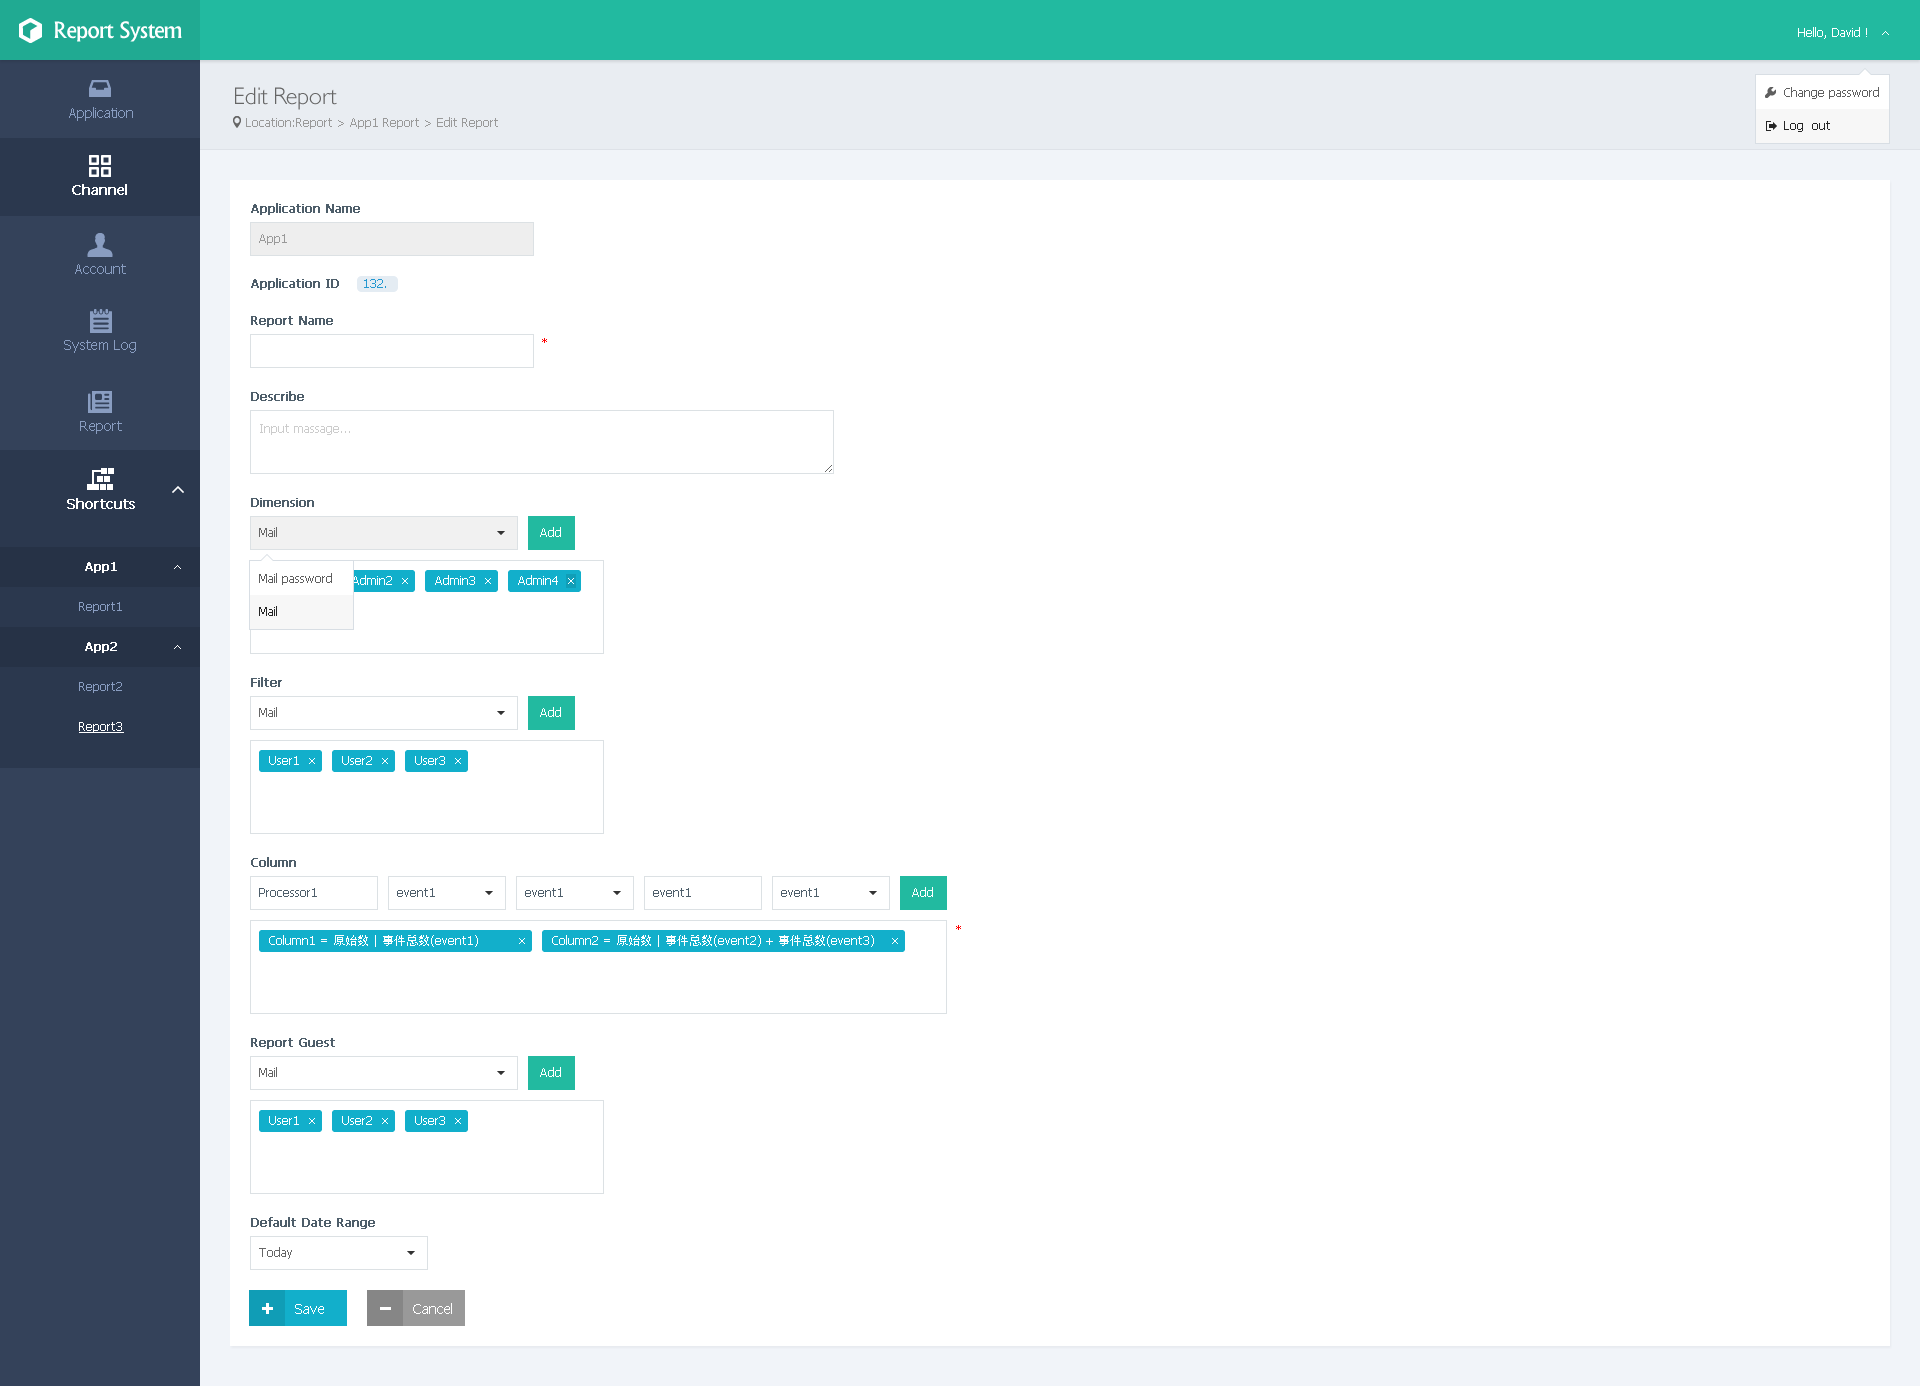 Report System
Hello, David !
Application
Channel
Account
System Log
Report
Shortcuts
App1
Report1
App2
Report2
Report3
Edit Report
Location:Report > App1 Report > Edit Report
Change password
Log out
Application Name
App1
Application ID 132.
Report Name
*
Describe
Input massage...
Dimension
Mail Add
Mail password
Mail
Admin2 × Admin3 × Admin4 ×
Filter
Mail Add
User1 × User2 × User3 ×
Column
Processor1 event1 event1 event1 event1 Add
Column1 = 原始数 | 事件总数(event1) × Column2 = 原始数 | 事件总数(event2) + 事件总数(event3) ×
*
Report Guest
Mail Add
User1 × User2 × User3 ×
Default Date Range
Today
Save Cancel